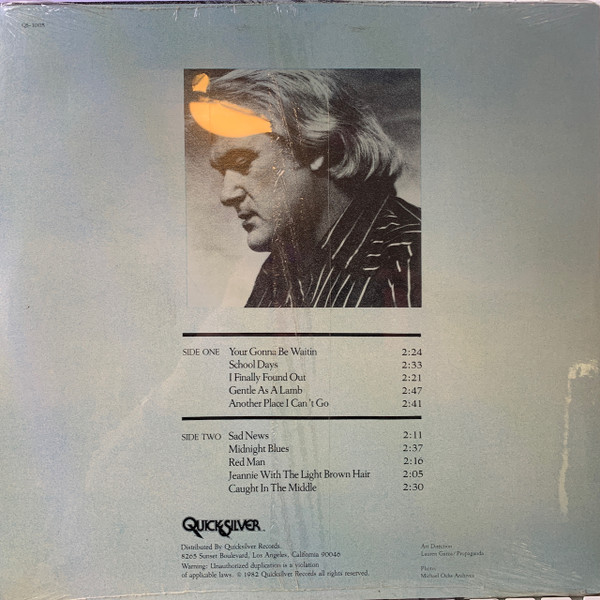 QS-1005
SIDE ONE Your Gonna Be Waitin 2:24
School Days 2:33
I Finally Found Out 2:21
Gentle As A Lamb 2:47
Another Place I Can't Go 2:41
SIDE TWO Sad News 2:11
Midnight Blues 2:37
Red Man 2:16
Jeannie With The Light Brown Hair 2:05
Caught In The Middle 2:30
QUICKSILVER
Distributed By Quicksilver Records.
8265 Sunset Boulevard, Los Angeles, California 90046
Warning: Unauthorized duplication is a violation
of applicable laws. © 1982 Quicksilver Records all rights reserved.
Art Direction:
/Propaganda
Photo:
Michael Ochs Archives